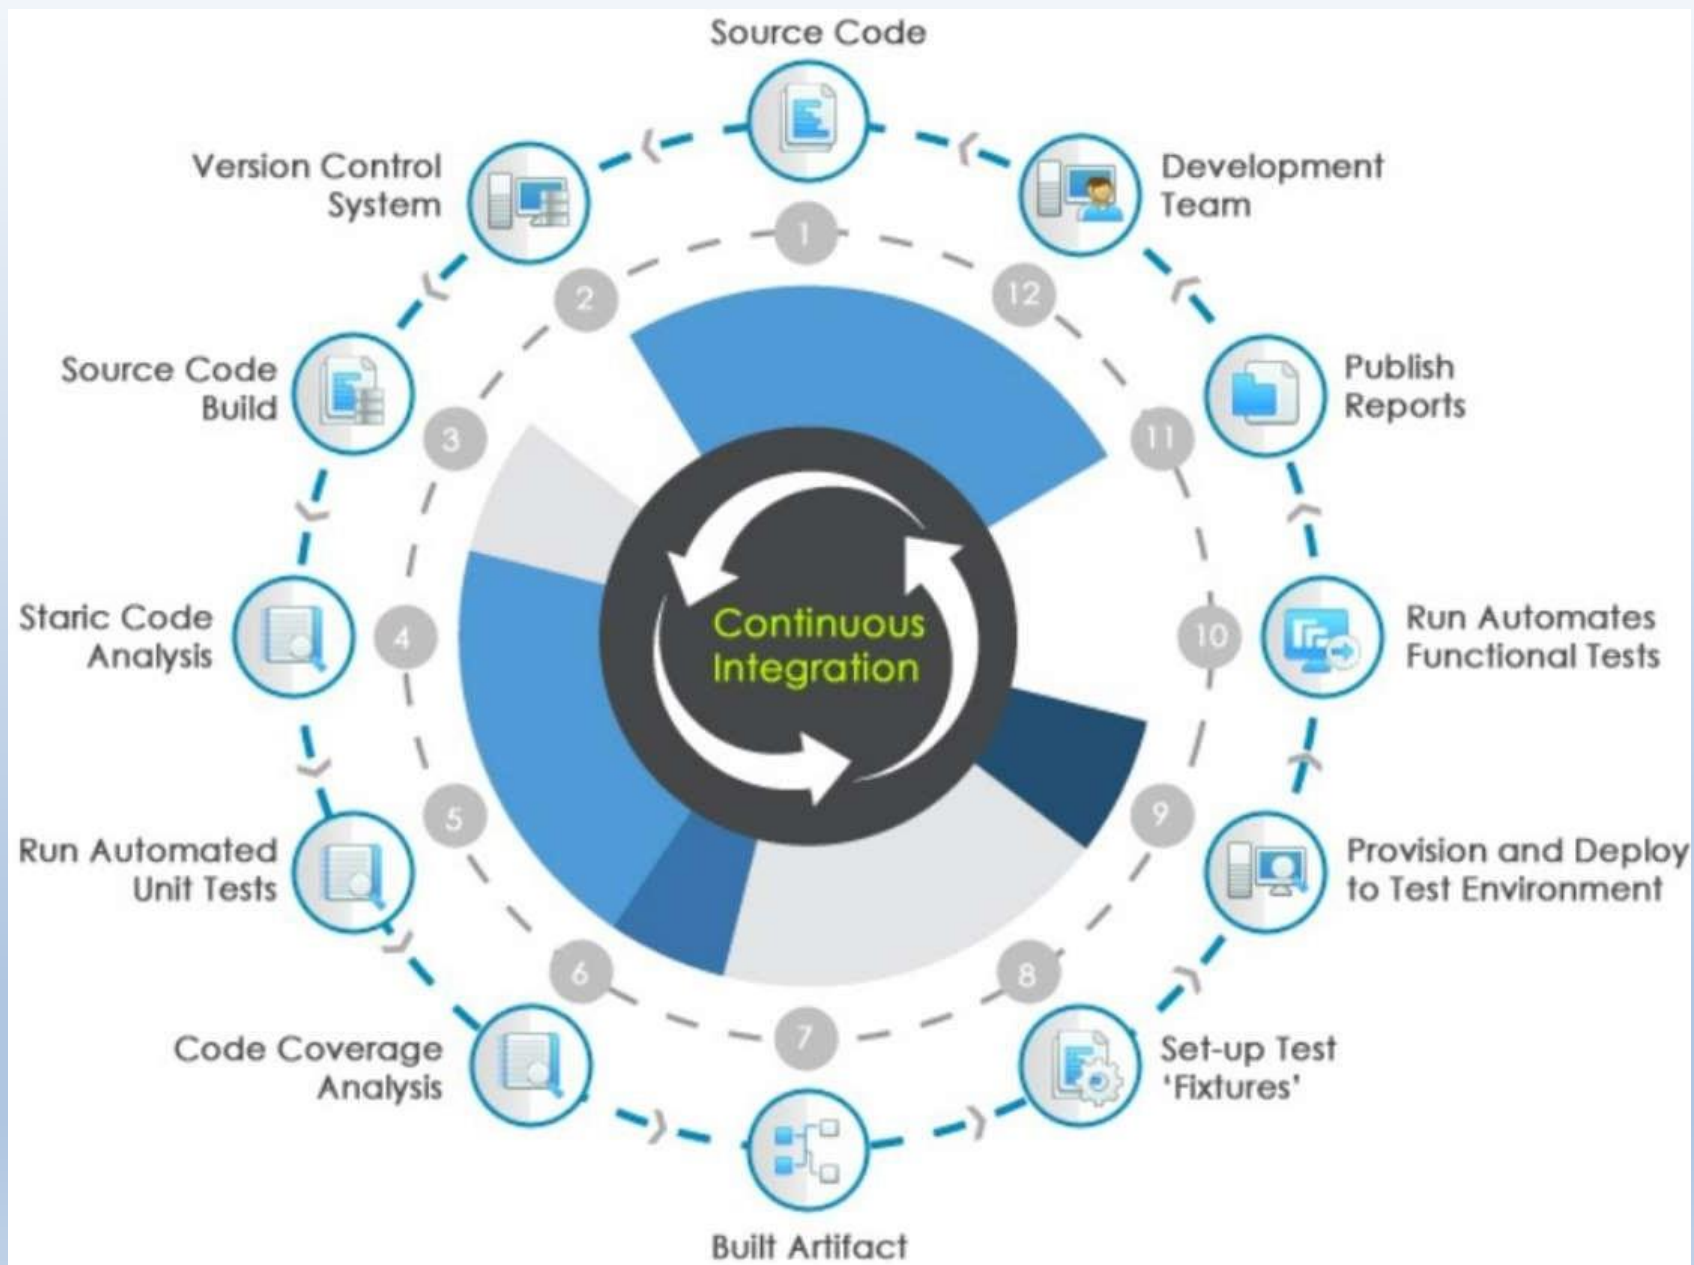 Source Code
1
Version Control
System
2
Source Code
Build
3
Staric Code
Analysis
4
Run Automated
Unit Tests
5
Code Coverage
Analysis
6
Built Artifact
7
Set-up Test
'Fixtures'
8
Provision and Deploy
to Test Environment
9
Run Automates
Functional Tests
10
Publish
Reports
11
Development
Team
12
Continuous
Integration